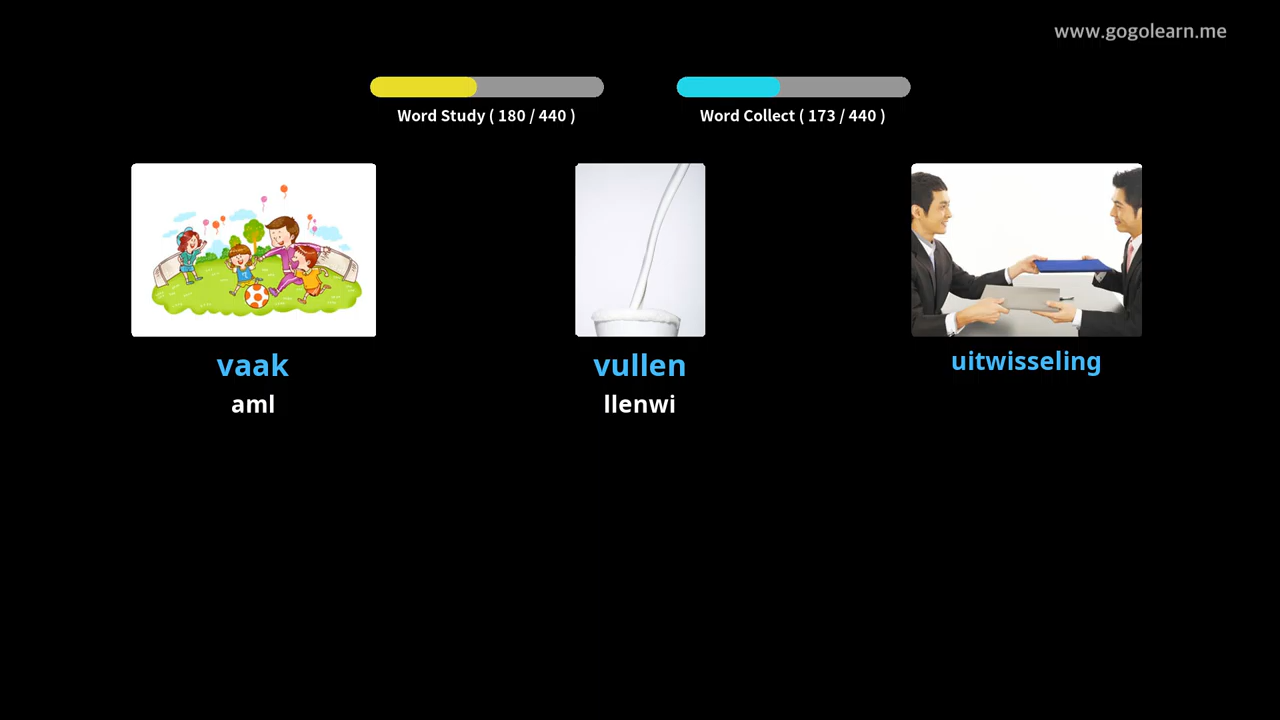 www.gogolearn.me
Word Study ( 180 / 440 )
Word Collect ( 173 / 440 )
vaak
aml
vullen
llenwi
uitwisseling